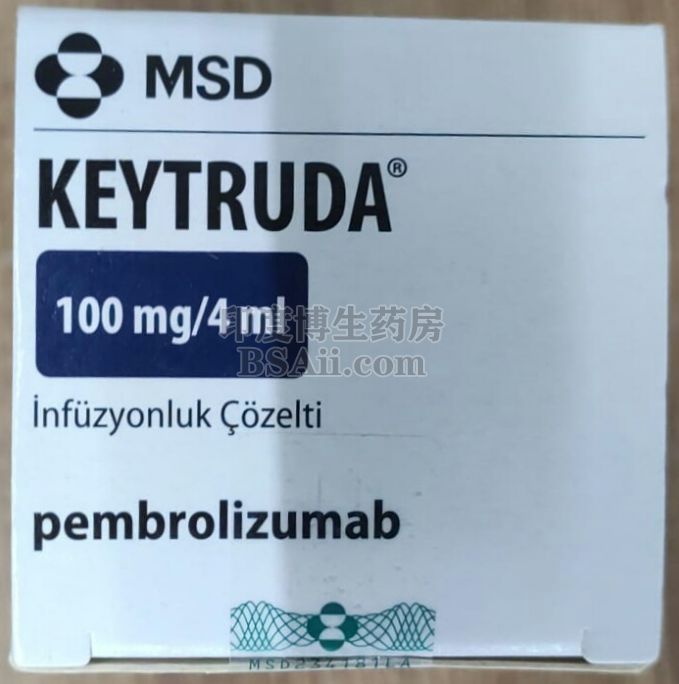 MSD
KEYTRUDA®
100 mg/4 ml
印度博生药房
BSAii.com
İnfüzyonluk Çözelti
pembrolizumab